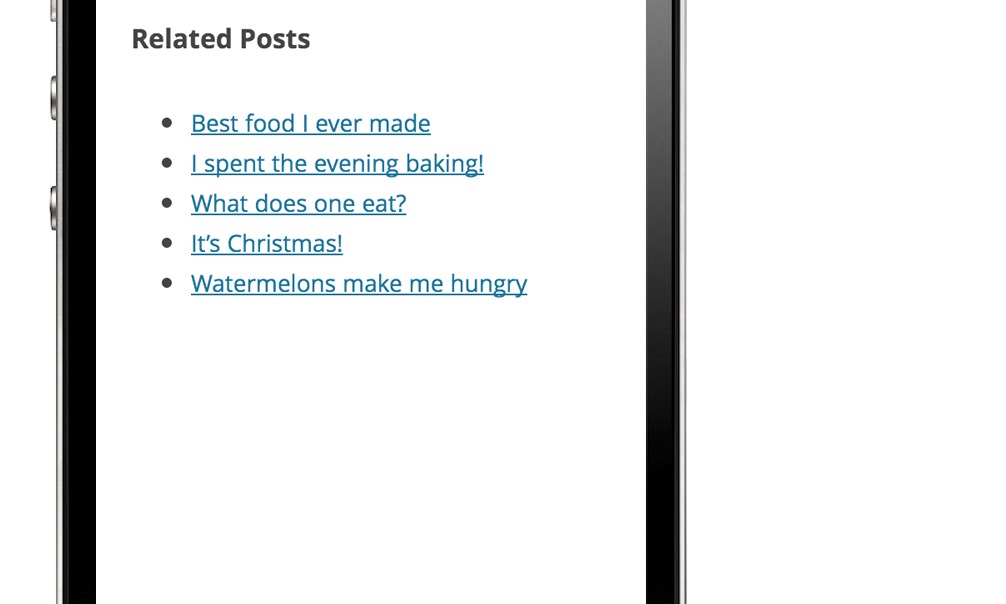 Related Posts
Best food I ever made
I spent the evening baking!
What does one eat?
It’s Christmas!
Watermelons make me hungry